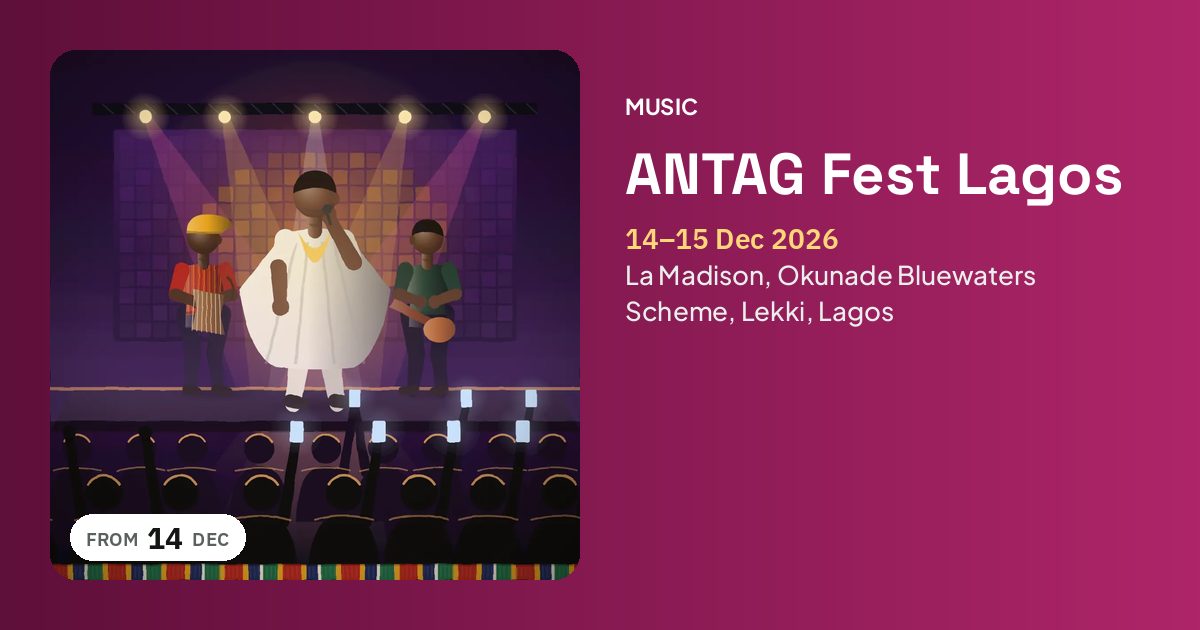 MUSIC
ANTAG Fest Lagos
14–15 Dec 2026
La Madison, Okunade Bluewaters
Scheme, Lekki, Lagos
FROM 14 DEC